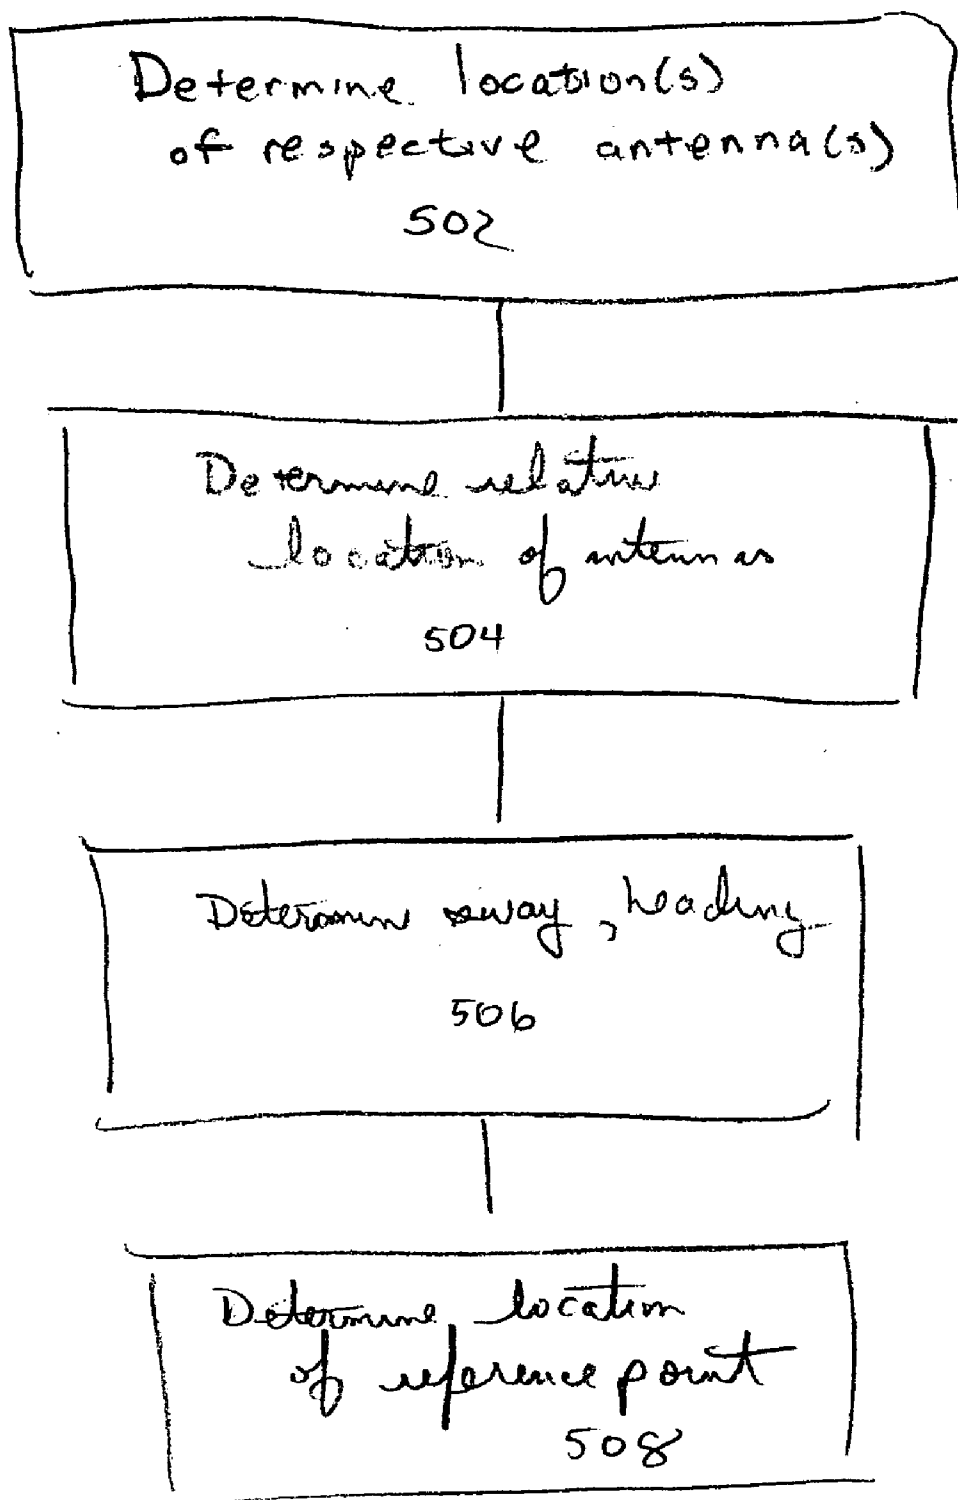 Determine location(s)
of respective antenna(s)
502
Determine relative
location of antennas
504
Determin sway, heading
506
Determine location
of reference point
508